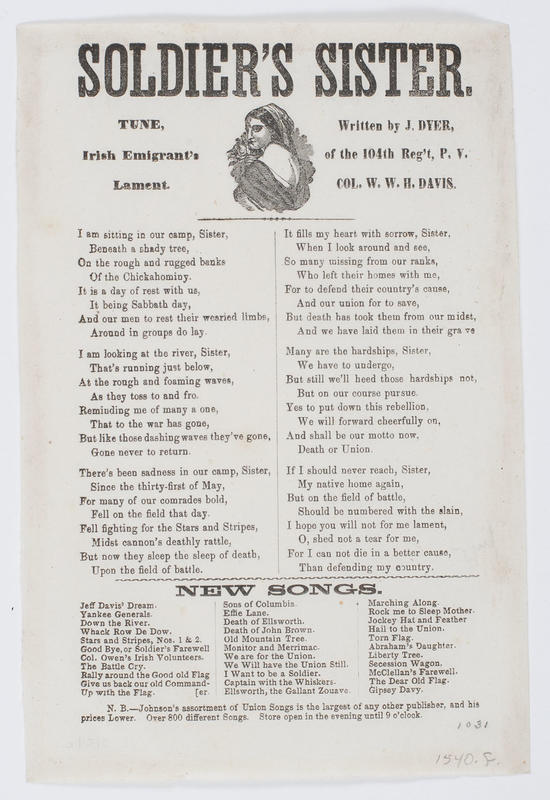 SOLDIER'S SISTER.
TUNE,
Irish Emigrant's
Lament.
Written by J. DYER,
of the 104th Reg't, P. V.
COL. W. W. H. DAVIS.
I am sitting in our camp, Sister,
Beneath a shady tree,
On the rough and rugged banks
Of the Chickahominy.
It is a day of rest with us,
It being Sabbath day,
And our men to rest their wearied limbs,
Around in groups do lay.
I am looking at the river, Sister,
That's running just below,
At the rough and foaming waves,
As they toss to and fro.
Reminding me of many a one,
That to the war has gone,
But like those dashing waves they've gone,
Gone never to return.
There's been sadness in our camp, Sister,
Since the thirty-first of May,
For many of our comrades bold,
Fell on the field that day.
Fell fighting for the Stars and Stripes,
Midst cannon's deathly rattle,
But now they sleep the sleep of death,
Upon the field of battle.
It fills my heart with sorrow, Sister,
When I look around and see,
So many missing from our ranks,
Who left their homes with me,
For to defend their country's cause,
And our union for to save,
But death has took them from our midst,
And we have laid them in their grave
Many are the hardships, Sister,
We have to undergo,
But still we'll heed those hardships not,
But on our course pursue.
Yes to put down this rebellion,
We will forward cheerfully on,
And shall be our motto now,
Death or Union.
If I should never reach, Sister,
My native home again,
But on the field of battle,
Should be numbered with the slain,
I hope you will not for me lament,
O, shed not a tear for me,
For I can not die in a better cause,
Than defending my country.
NEW SONGS.
Jeff Davis' Dream.
Yankee Generals.
Down the River.
Whack Row De Dow.
Stars and Stripes, Nos. 1 & 2.
Good Bye, or Soldier's Farewell
Col. Owen's Irish Volunteers.
The Battle Cry.
Rally around the Good old Flag
Give us back our old Command-
Up with the Flag. [er.
Sons of Columbia.
Effie Lane.
Death of Ellsworth.
Death of John Brown.
Old Mountain Tree.
Monitor and Merrimac.
We are for the Union.
We Will have the Union Still.
I Want to be a Soldier.
Captain with the Whiskers.
Ellsworth, the Gallant Zouave.
Marching Along.
Rock me to Sleep Mother.
Jockey Hat and Feather
Hail to the Union.
Torn Flag.
Abraham's Daughter.
Liberty Tree.
Secession Wagon.
McClellan's Farewell.
The Dear Old Flag.
Gipsey Davy.
N. B.—Johnson's assortment of Union Songs is the largest of any other publisher, and his
prices Lower. Over 800 different Songs. Store open in the evening until 9 o'clock.
1031
1540. F.